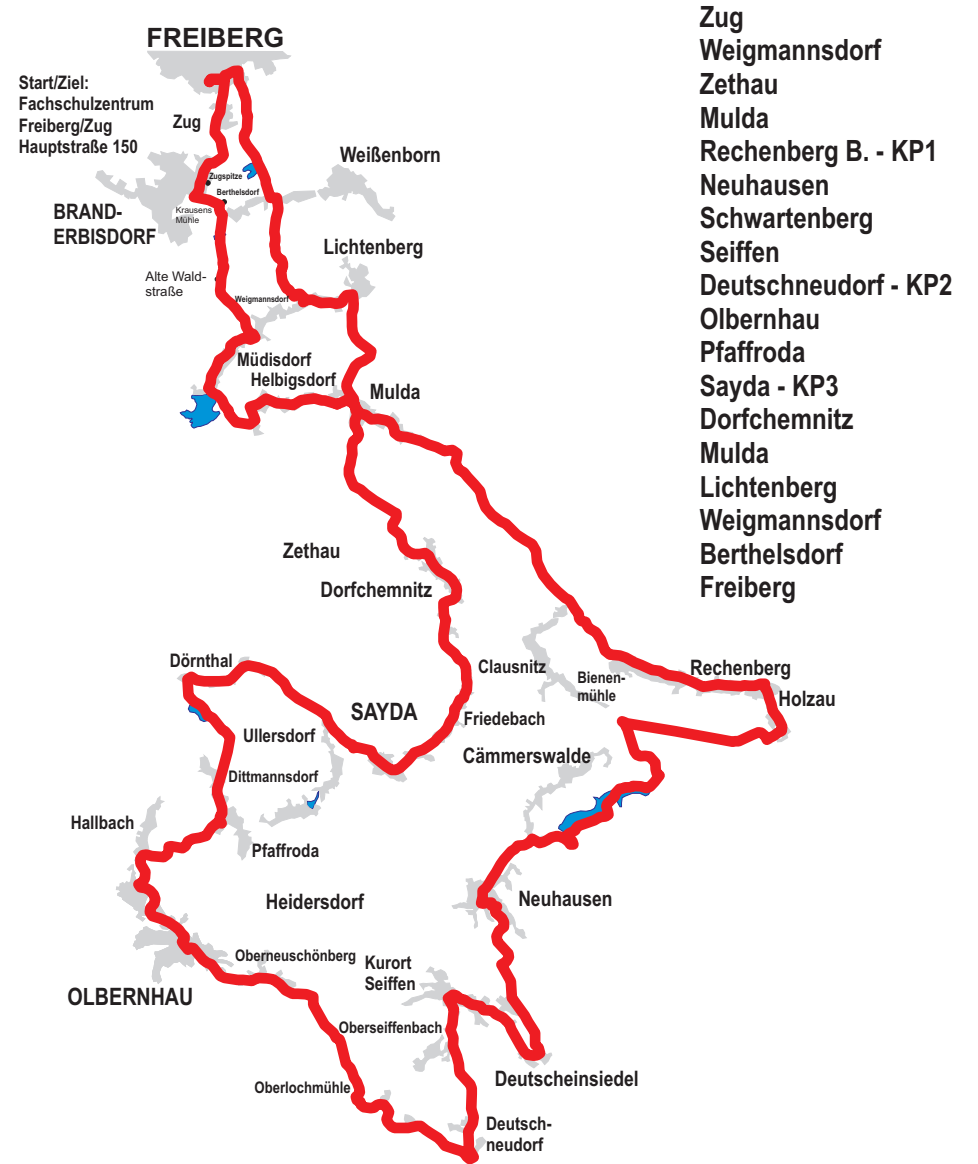 FREIBERG
Start/Ziel:
Fachschulzentrum
Freiberg/Zug
Hauptstraße 150
Zug
Zugspitze
Berthelsdorf
Weißenborn
BRAND-
ERBISDORF
Krausens
Mühle
Lichtenberg
Alte Wald-
straße
Weigmannsdorf
Müdisdorf
Helbigsdorf
Mulda
Zethau
Dorfchemnitz
Dörnthal
Clausnitz
Bienen-
mühle
Rechenberg
Holzau
SAYDA
Friedebach
Ullersdorf
Cämmerswalde
Dittmannsdorf
Hallbach
Pfaffroda
Heidersdorf
Neuhausen
Oberneuschönberg
Kurort
Seiffen
OLBERNHAU
Oberseiffenbach
Deutscheinsiedel
Oberlochmühle
Deutsch-
neudorf
Zug
Weigmannsdorf
Zethau
Mulda
Rechenberg B. - KP1
Neuhausen
Schwartenberg
Seiffen
Deutschneudorf - KP2
Olbernhau
Pfaffroda
Sayda - KP3
Dorfchemnitz
Mulda
Lichtenberg
Weigmannsdorf
Berthelsdorf
Freiberg